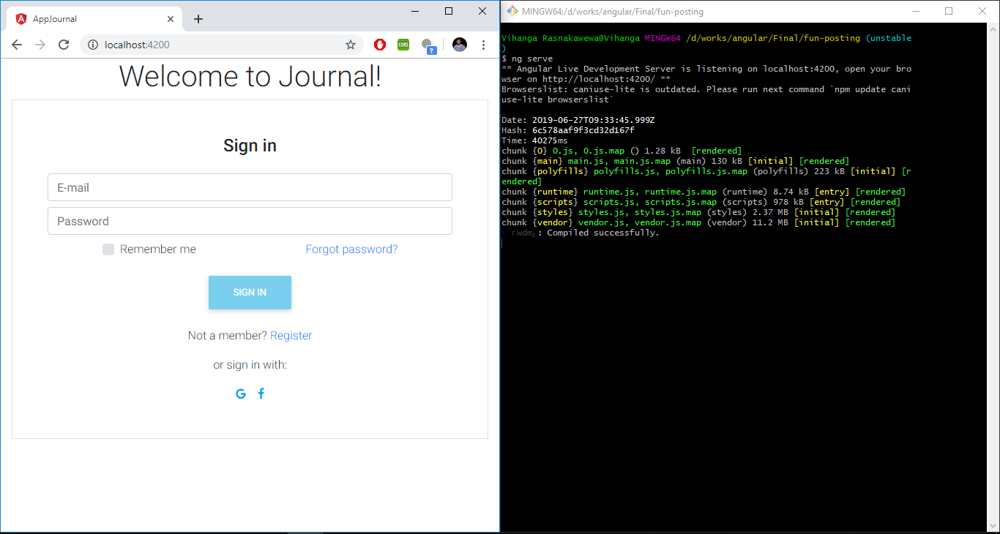 AppJournal
localhost:4200
CORS
?
Welcome to Journal!
Sign in
E-mail
Password
Remember me
Forgot password?
SIGN IN
Not a member? Register
or sign in with:
G f
MINGW64:/d/works/angular/Final/fun-posting
Vihanga Rasnakawewa@Vihanga MINGW64 /d/works/angular/Final/fun-posting (unstable
)
$ ng serve
** Angular Live Development Server is listening on localhost:4200, open your bro
wser on http://localhost:4200/ **
Browserslist: caniuse-lite is outdated. Please run next command `npm update cani
use-lite browserslist`
Date: 2019-06-27T09:33:45.999Z
Hash: 6c578aaf9f3cd32d167f
Time: 40275ms
chunk {0} 0.js, 0.js.map () 1.28 kB [rendered]
chunk {main} main.js, main.js.map (main) 130 kB [initial] [rendered]
chunk {polyfills} polyfills.js, polyfills.js.map (polyfills) 223 kB [initial] [r
endered]
chunk {runtime} runtime.js, runtime.js.map (runtime) 8.74 kB [entry] [rendered]
chunk {scripts} scripts.js, scripts.js.map (scripts) 978 kB [entry] [rendered]
chunk {styles} styles.js, styles.js.map (styles) 2.37 MB [initial] [rendered]
chunk {vendor} vendor.js, vendor.js.map (vendor) 11.2 MB [initial] [rendered]
: Compiled successfully.